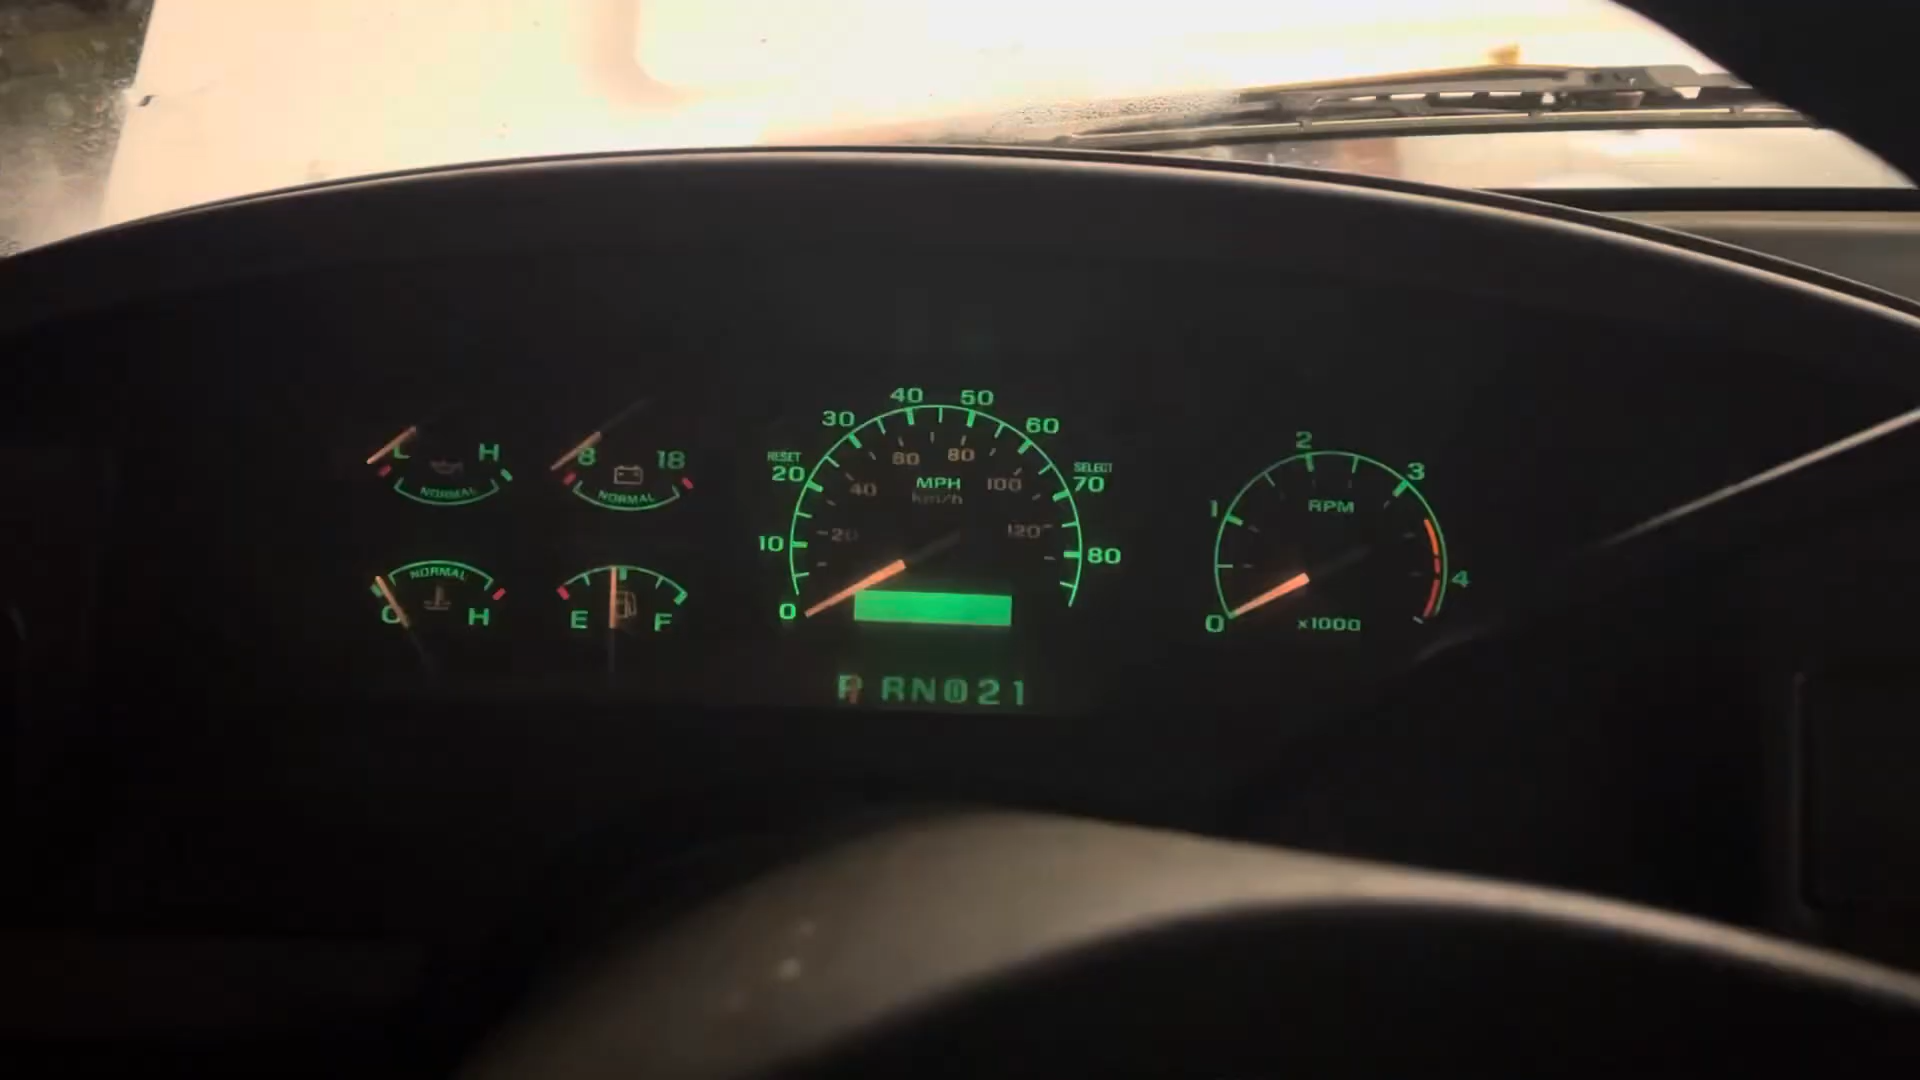 L H
NORMAL
8 18
NORMAL
NORMAL
C H
E F
RESET
SELECT
0 10 20 30 40 50 60 70 80
20 40 60 80 100 120
MPH
km/h
0 1 2 3 4
RPM
x1000
P RN D 2 1